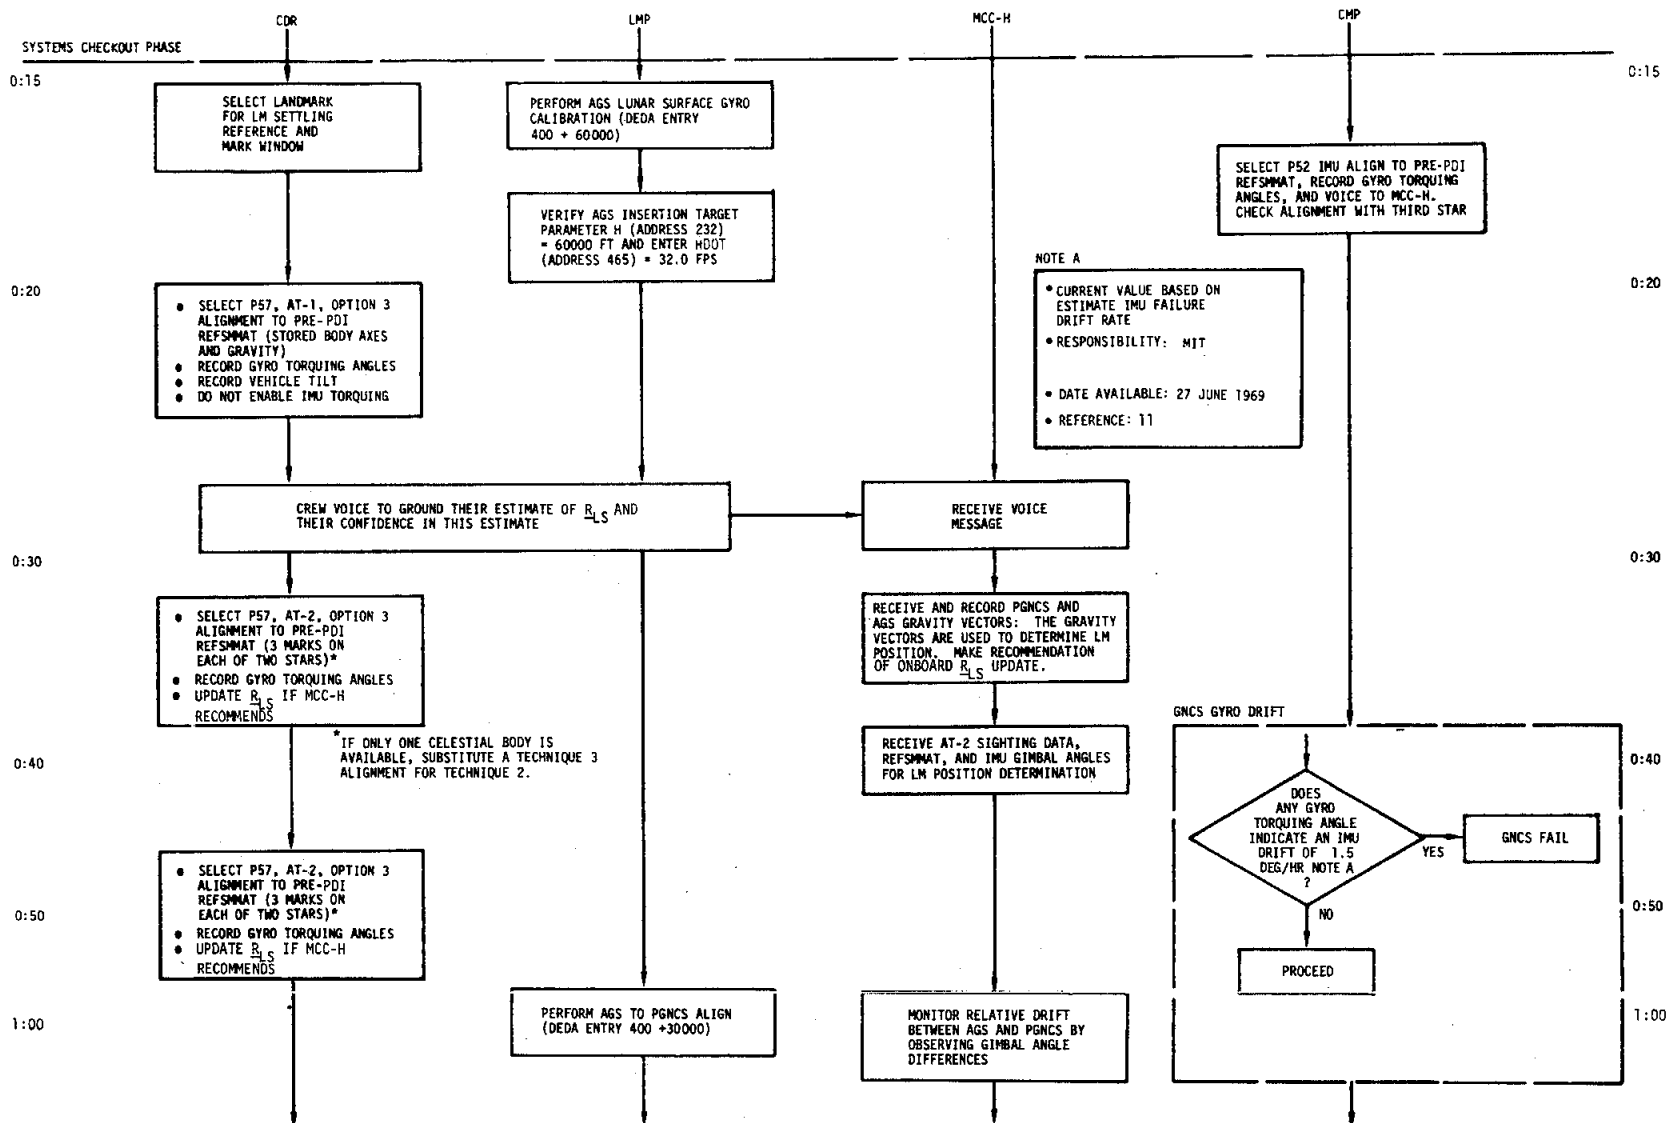 CDR
LMP
MCC-H
CMP
SYSTEMS CHECKOUT PHASE
0:15
0:15
SELECT LANDMARK
FOR LM SETTLING
REFERENCE AND
MARK WINDOW
PERFORM AGS LUNAR SURFACE GYRO
CALIBRATION (DEDA ENTRY
400 + 60000)
SELECT P52 IMU ALIGN TO PRE-PDI
REFSMMAT, RECORD GYRO TORQUING
ANGLES, AND VOICE TO MCC-H.
CHECK ALIGNMENT WITH THIRD STAR
VERIFY AGS INSERTION TARGET
PARAMETER H (ADDRESS 232)
= 60000 FT AND ENTER HDOT
(ADDRESS 465) = 32.0 FPS
0:20
0:20
• SELECT P57, AT-1, OPTION 3
ALIGNMENT TO PRE-PDI
REFSMMAT (STORED BODY AXES
AND GRAVITY)
• RECORD GYRO TORQUING ANGLES
• RECORD VEHICLE TILT
• DO NOT ENABLE IMU TORQUING
NOTE A
• CURRENT VALUE BASED ON
ESTIMATE IMU FAILURE
DRIFT RATE
• RESPONSIBILITY: MIT
• DATE AVAILABLE: 27 JUNE 1969
• REFERENCE: 11
CREW VOICE TO GROUND THEIR ESTIMATE OF R_LS AND
THEIR CONFIDENCE IN THIS ESTIMATE
RECEIVE VOICE
MESSAGE
0:30
0:30
• SELECT P57, AT-2, OPTION 3
ALIGNMENT TO PRE-PDI
REFSMMAT (3 MARKS ON
EACH OF TWO STARS)*
• RECORD GYRO TORQUING ANGLES
• UPDATE R_LS IF MCC-H
RECOMMENDS
RECEIVE AND RECORD PGNCS AND
AGS GRAVITY VECTORS: THE GRAVITY
VECTORS ARE USED TO DETERMINE LM
POSITION. MAKE RECOMMENDATION
OF ONBOARD R_LS UPDATE.
*IF ONLY ONE CELESTIAL BODY IS
AVAILABLE, SUBSTITUTE A TECHNIQUE 3
ALIGNMENT FOR TECHNIQUE 2.
RECEIVE AT-2 SIGHTING DATA,
REFSMMAT, AND IMU GIMBAL ANGLES
FOR LM POSITION DETERMINATION
GNCS GYRO DRIFT
0:40
0:40
DOES
ANY GYRO
TORQUING ANGLE
INDICATE AN IMU
DRIFT OF 1.5
DEG/HR NOTE A
?
YES
GNCS FAIL
NO
PROCEED
• SELECT P57, AT-2, OPTION 3
ALIGNMENT TO PRE-PDI
REFSMMAT (3 MARKS ON
EACH OF TWO STARS)*
• RECORD GYRO TORQUING ANGLES
• UPDATE R_LS IF MCC-H
RECOMMENDS
0:50
0:50
PERFORM AGS TO PGNCS ALIGN
(DEDA ENTRY 400 +30000)
MONITOR RELATIVE DRIFT
BETWEEN AGS AND PGNCS BY
OBSERVING GIMBAL ANGLE
DIFFERENCES
1:00
1:00